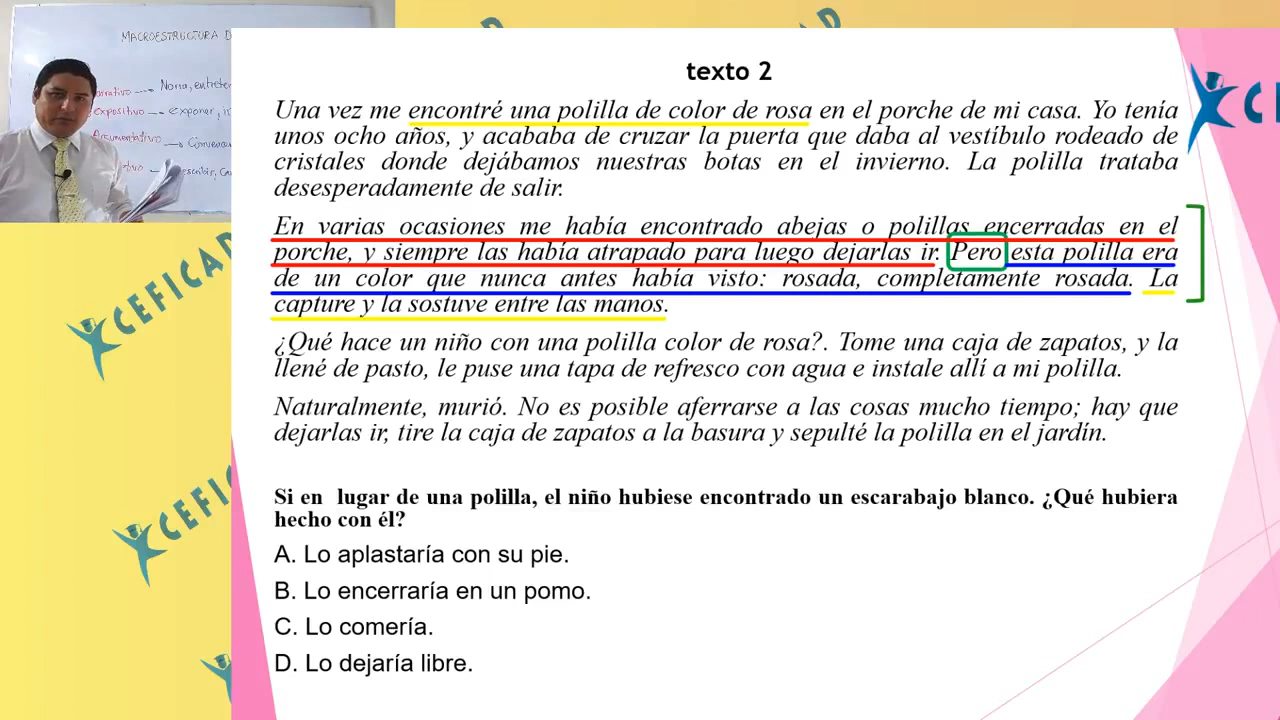 MACROESTRUCTURA D
Narra, entreten
Expositivo --→ Exponer, i
Argumentativo
texto 2
Una vez me encontré una polilla de color de rosa en el porche de mi casa. Yo tenía
unos ocho años, y acababa de cruzar la puerta que daba al vestíbulo rodeado de
cristales donde dejábamos nuestras botas en el invierno. La polilla trataba
desesperadamente de salir.
En varias ocasiones me había encontrado abejas o polillas encerradas en el
porche, y siempre las había atrapado para luego dejarlas ir. Pero esta polilla era
de un color que nunca antes había visto: rosada, completamente rosada. La
capture y la sostuve entre las manos.
¿Qué hace un niño con una polilla color de rosa?. Tome una caja de zapatos, y la
llené de pasto, le puse una tapa de refresco con agua e instale allí a mi polilla.
Naturalmente, murió. No es posible aferrarse a las cosas mucho tiempo; hay que
dejarlas ir, tire la caja de zapatos a la basura y sepulté la polilla en el jardín.
Si en lugar de una polilla, el niño hubiese encontrado un escarabajo blanco. ¿Qué hubiera
hecho con él?
A. Lo aplastaría con su pie.
B. Lo encerraría en un pomo.
C. Lo comería.
D. Lo dejaría libre.
CEFICAD
CEFICAD
CE